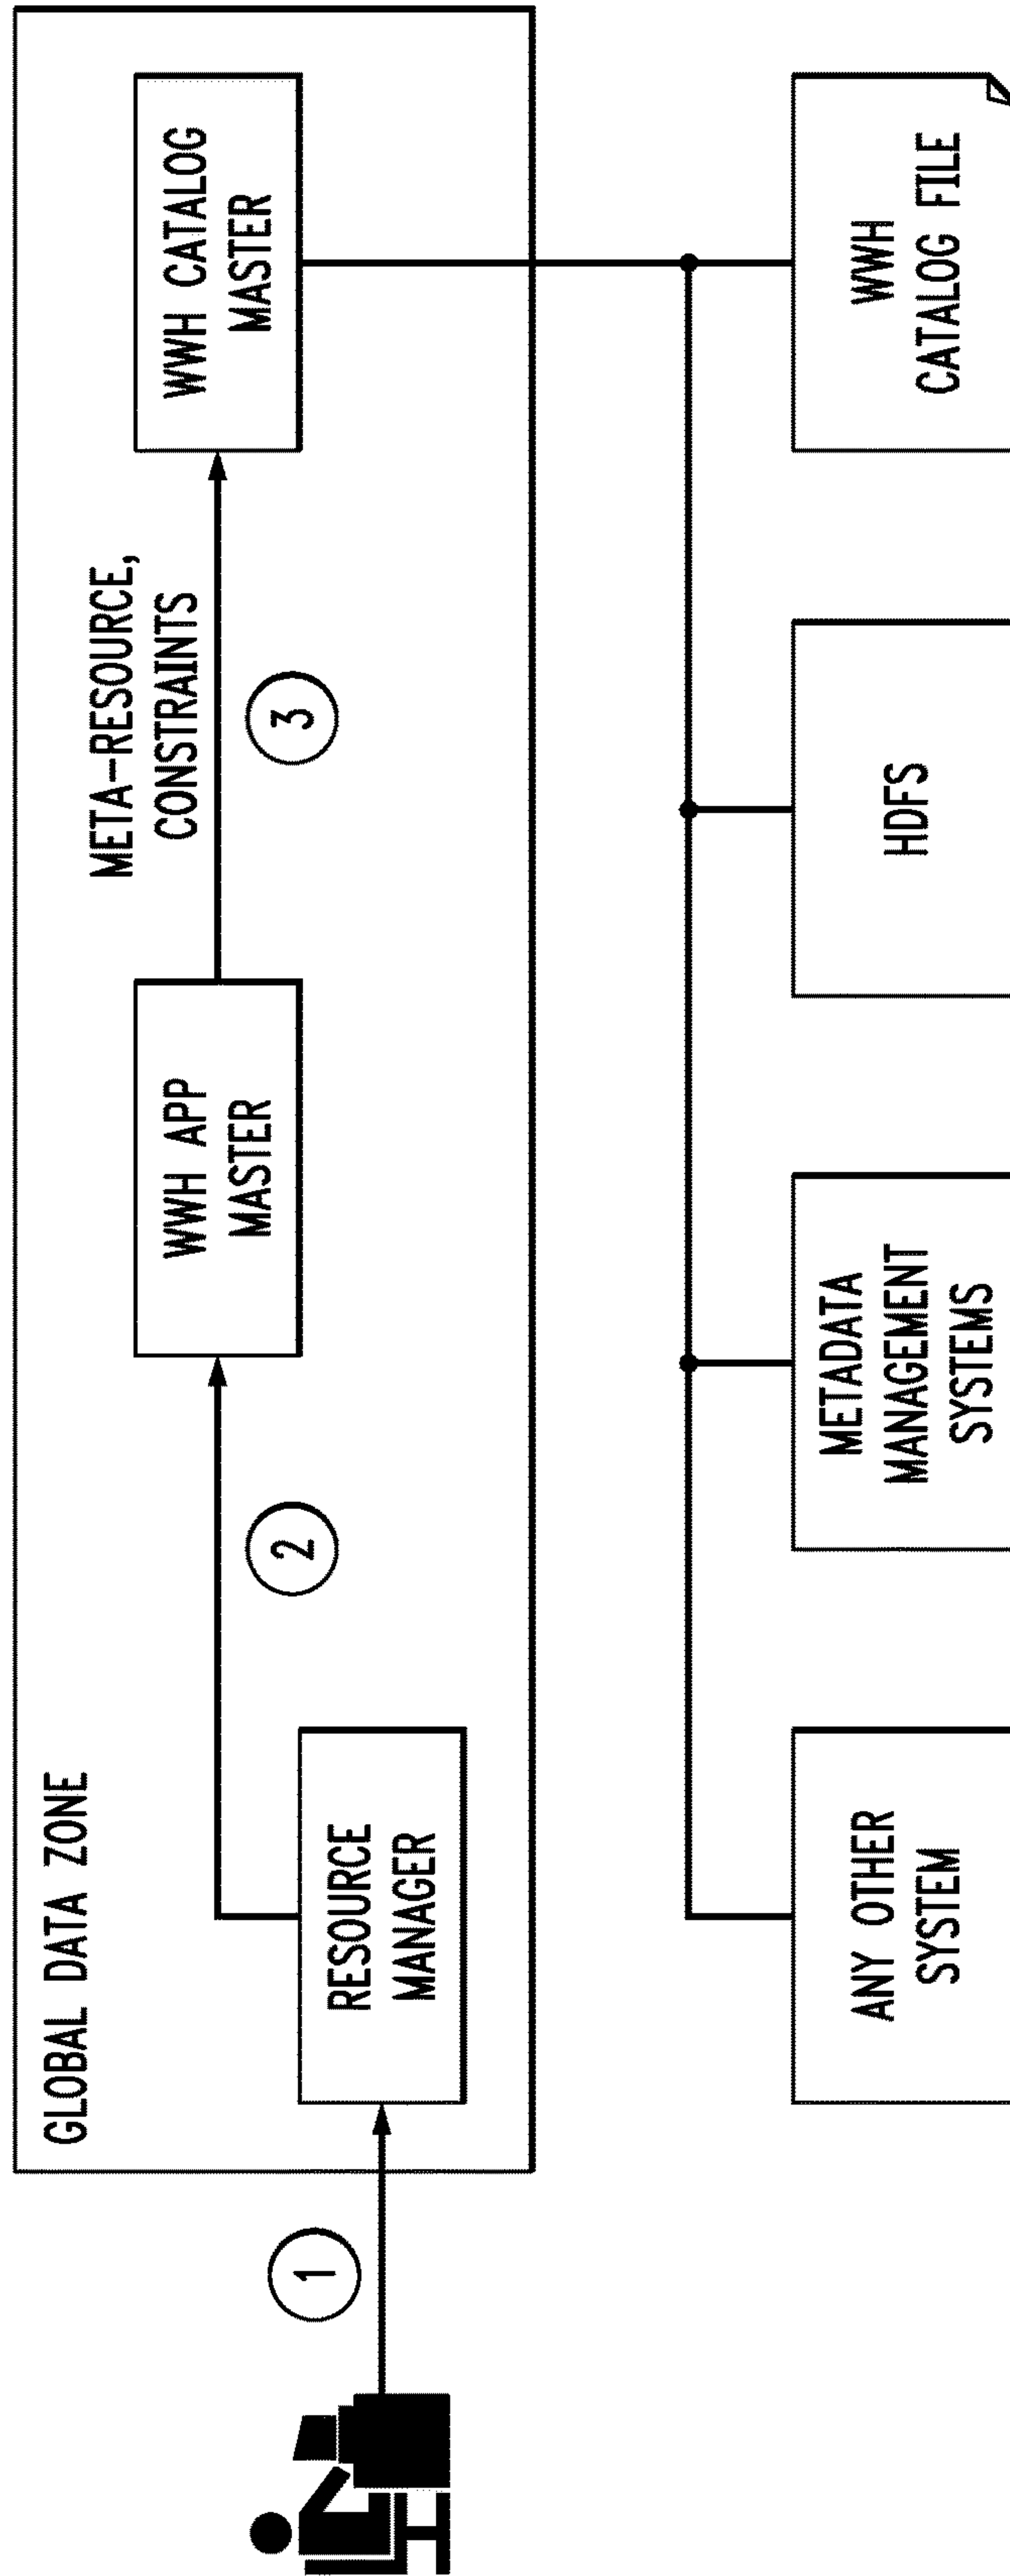 GLOBAL DATA ZONE
1
RESOURCE
MANAGER
2
WWH APP
MASTER
META-RESOURCE,
CONSTRAINTS
3
WWH CATALOG
MASTER
ANY OTHER
SYSTEM
METADATA
MANAGEMENT
SYSTEMS
HDFS
WWH
CATALOG FILE